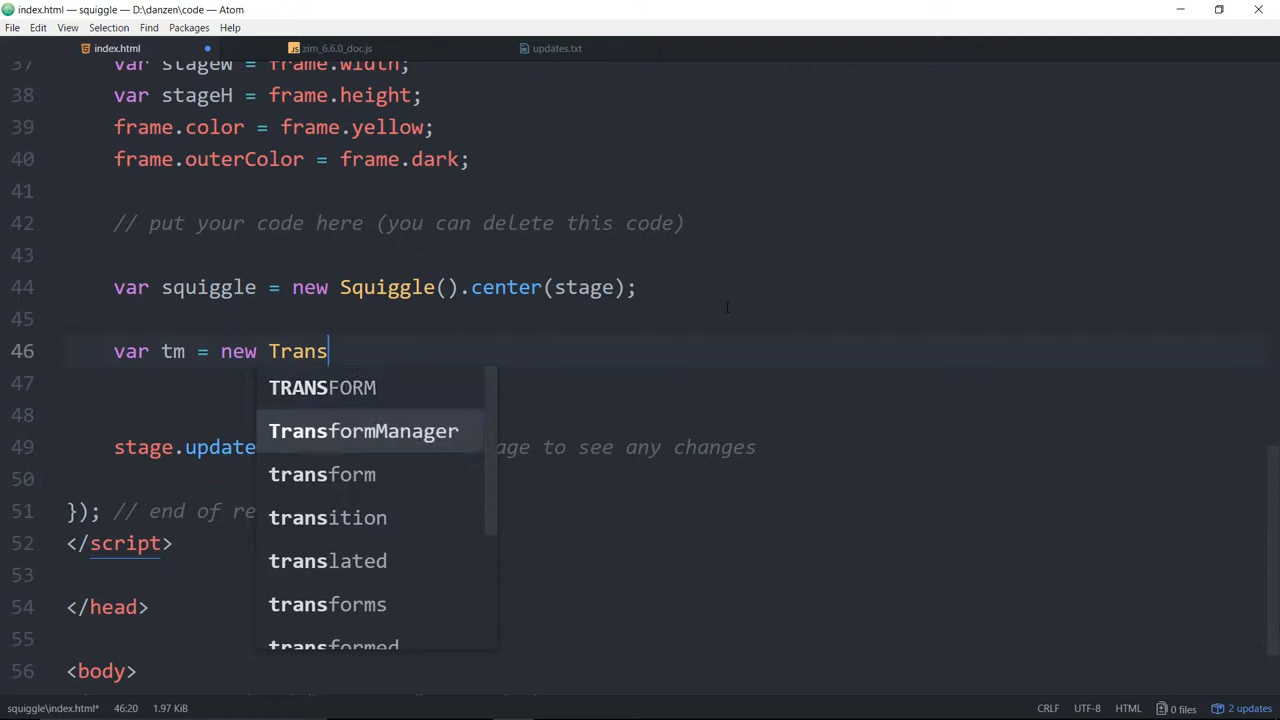 index.html — squiggle — D:\danzen\code — Atom
File Edit View Selection Find Packages Help
index.html zim_6.6.0_doc.js updates.txt
37 var stageW = frame.width;
38 var stageH = frame.height;
39 frame.color = frame.yellow;
40 frame.outerColor = frame.dark;
41
42 // put your code here (you can delete this code)
43
44 var squiggle = new Squiggle().center(stage);
45
46 var tm = new Trans
TRANSFORM
47
TransformManager
48
49 stage.update age to see any changes
transform
50
51 }); // end of re
transition
52 </script>
translated
53
transforms
54 </head>
55
transformed
56 <body>
squiggle\index.html* 46:20 1.97 KiB CRLF UTF-8 HTML 0 files 2 updates